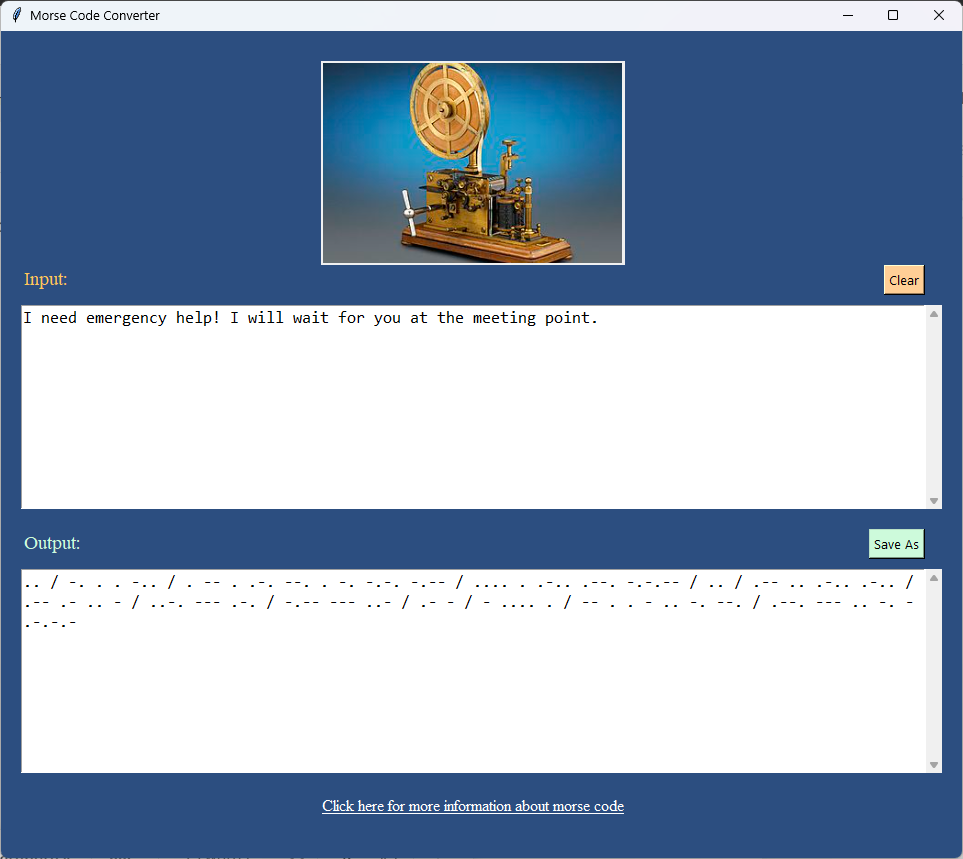 Morse Code Converter
Input:
Clear
I need emergency help! I will wait for you at the meeting point.
Output:
Save As
.. / -. . . -.. / . -- . .-. --. . -. -.-. -.-- / .... . .-.. .--. -.-.-- / .. / .-- .. .-.. .-.. /
.-- .- .. - / ..-. --- .-. / -.-- --- ..- / .- - / - .... . / -- . . - .. -. --. / .--. --- .. -. -
.-.-.-
Click here for more information about morse code